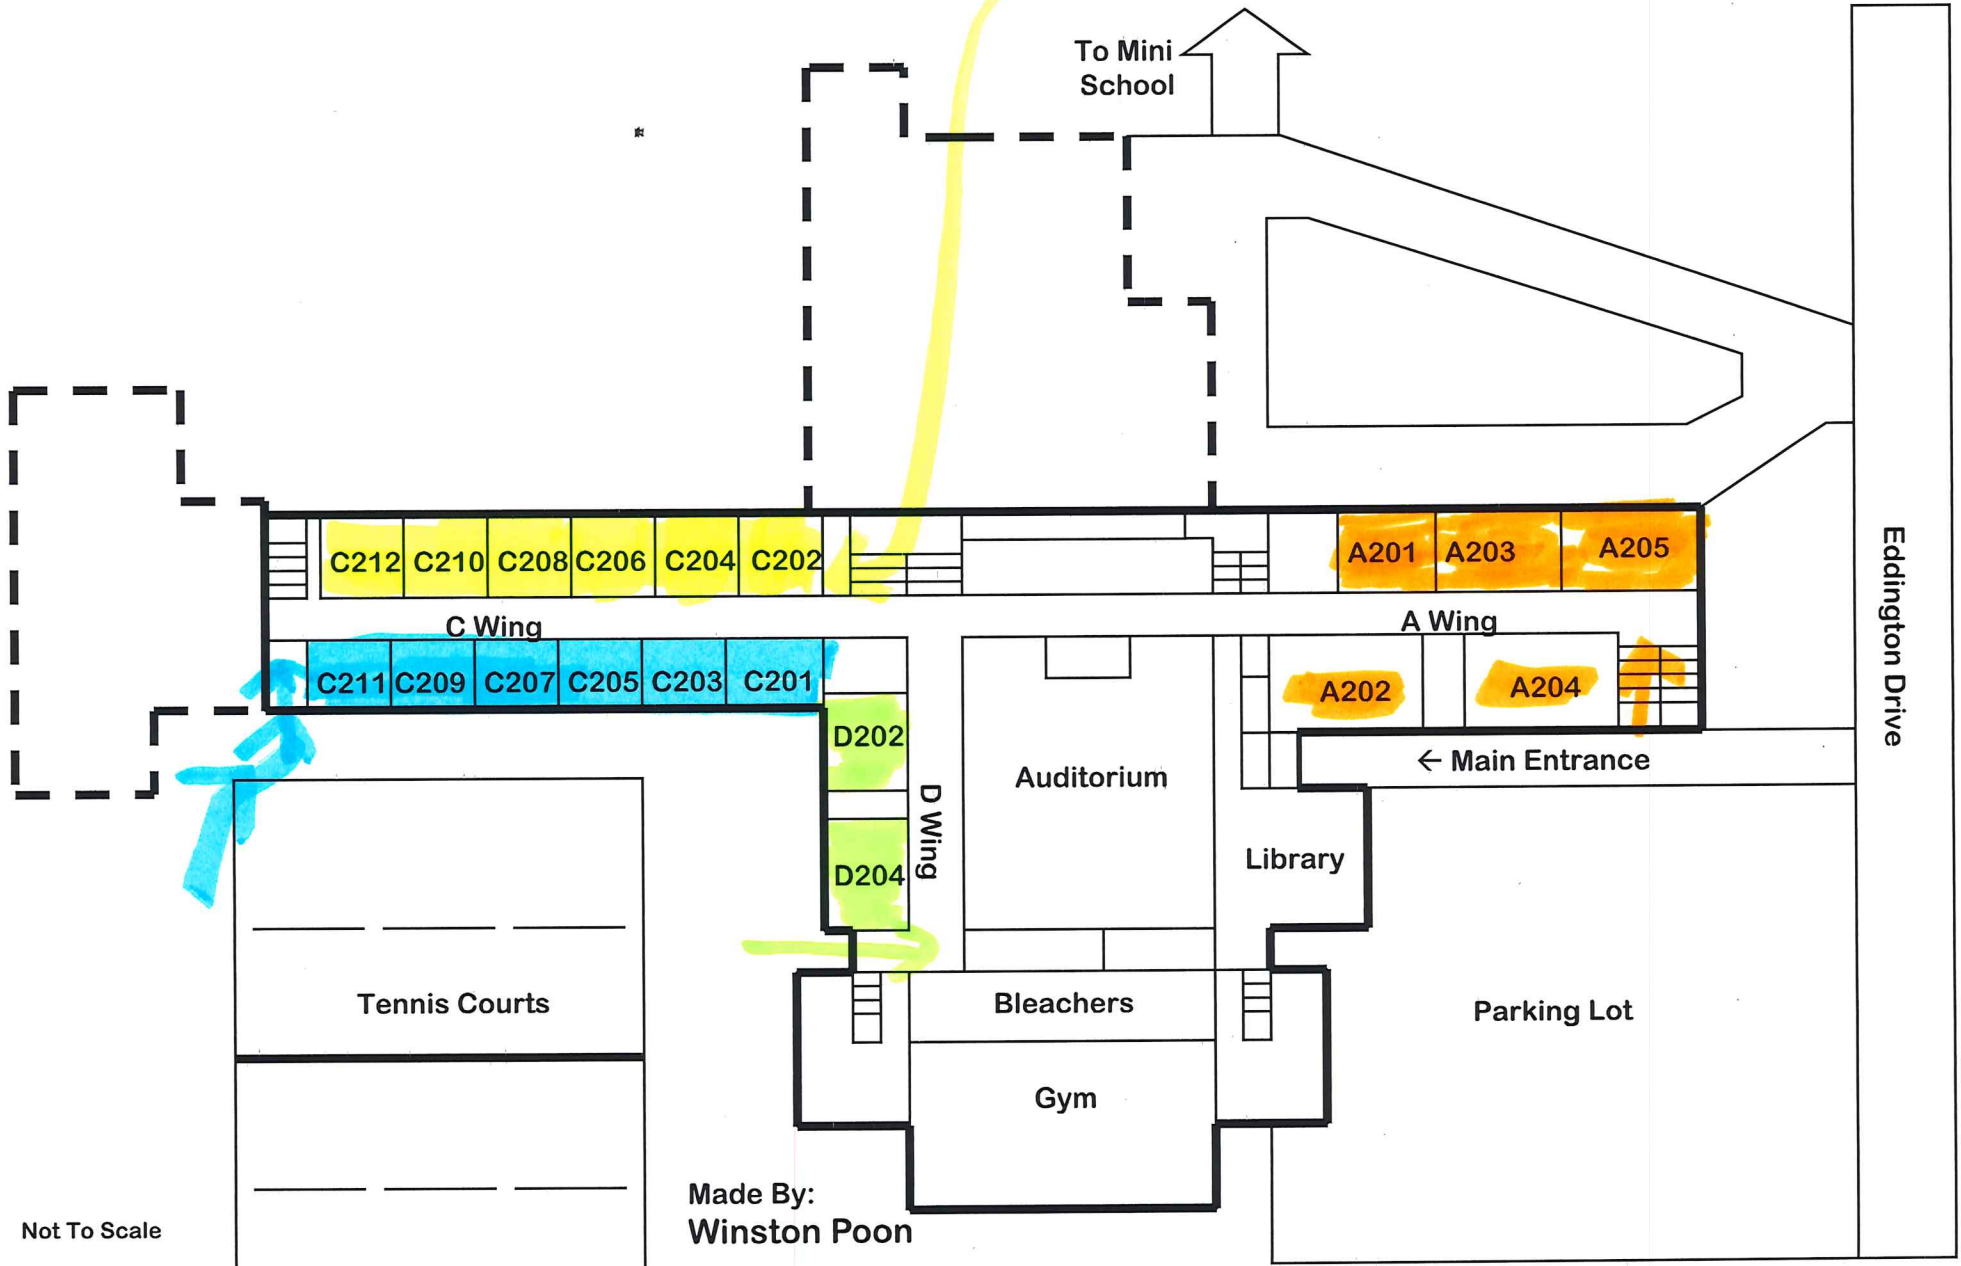 To Mini
School
C212 C210 C208 C206 C204 C202
A201 A203 A205
C Wing
A Wing
C211 C209 C207 C205 C203 C201
A202 A204
D202
← Main Entrance
Auditorium
D Wing
Library
D204
Eddington Drive
Tennis Courts
Bleachers
Parking Lot
Gym
Made By:
Winston Poon
Not To Scale